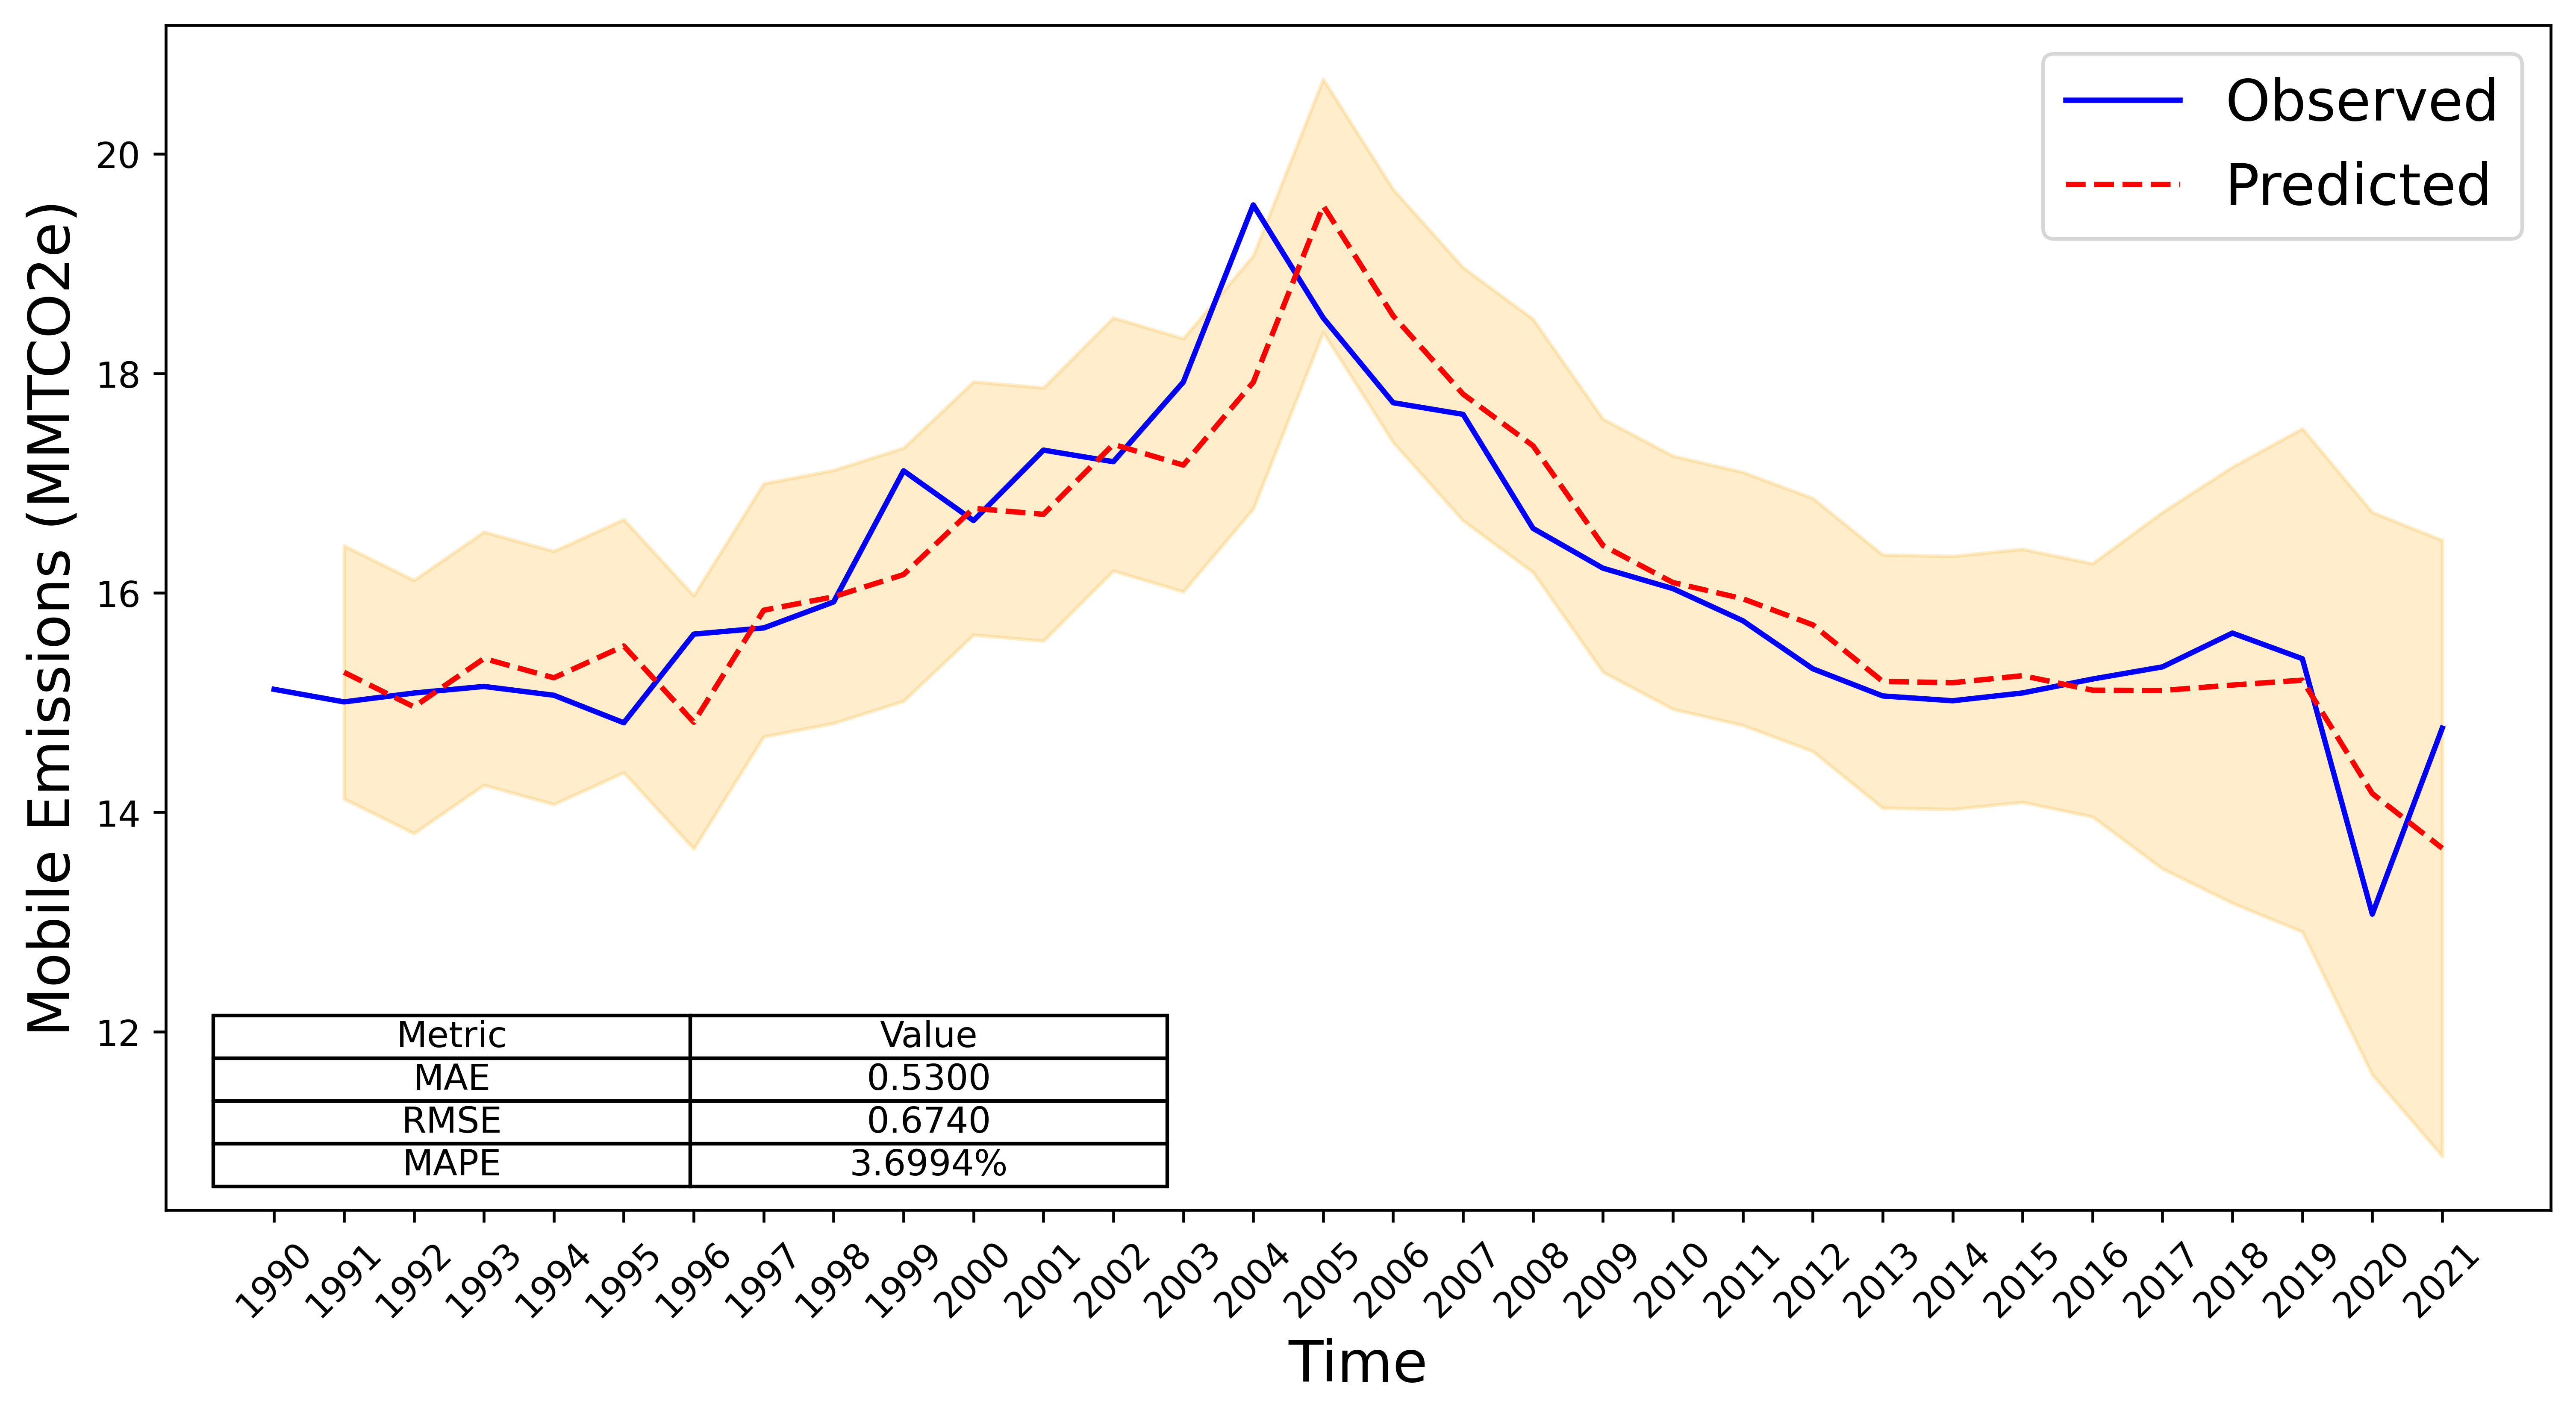 Observed
Predicted
Mobile Emissions (MMTCO2e)
20
18
16
14
12
Metric Value
MAE 0.5300
RMSE 0.6740
MAPE 3.6994%
1990 1991 1992 1993 1994 1995 1996 1997 1998 1999 2000 2001 2002 2003 2004 2005 2006 2007 2008 2009 2010 2011 2012 2013 2014 2015 2016 2017 2018 2019 2020 2021
Time